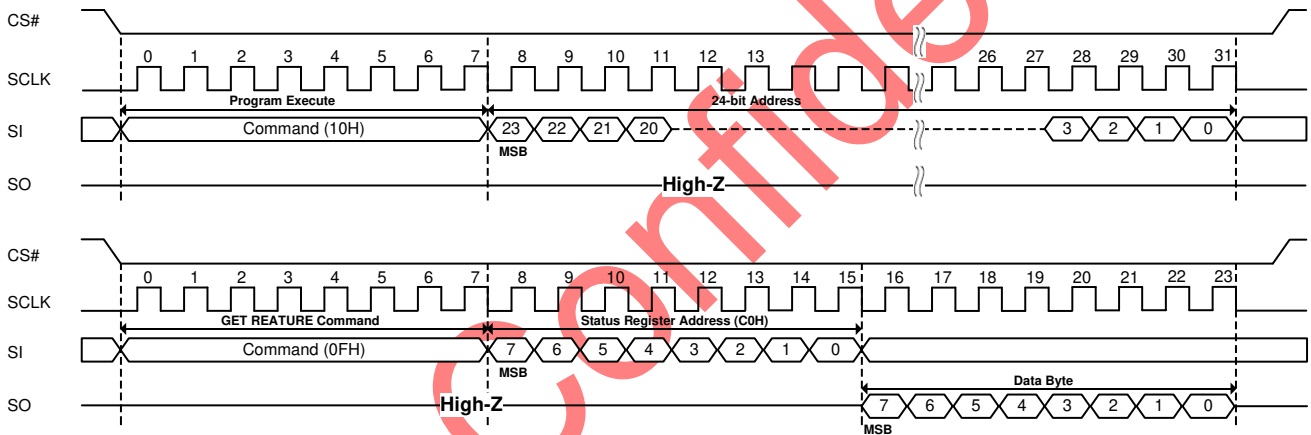 CS#
0 1 2 3 4 5 6 7 8 9 10 11 12 13 26 27 28 29 30 31
SCLK
Program Execute 24-bit Address
SI Command (10H) 23 22 21 20 3 2 1 0
MSB
SO High-Z
CS#
0 1 2 3 4 5 6 7 8 9 10 11 12 13 14 15 16 17 18 19 20 21 22 23
SCLK
GET REATURE Command Status Register Address (C0H)
SI Command (0FH) 7 6 5 4 3 2 1 0
MSB
Data Byte
SO High-Z 7 6 5 4 3 2 1 0
MSB
Confide